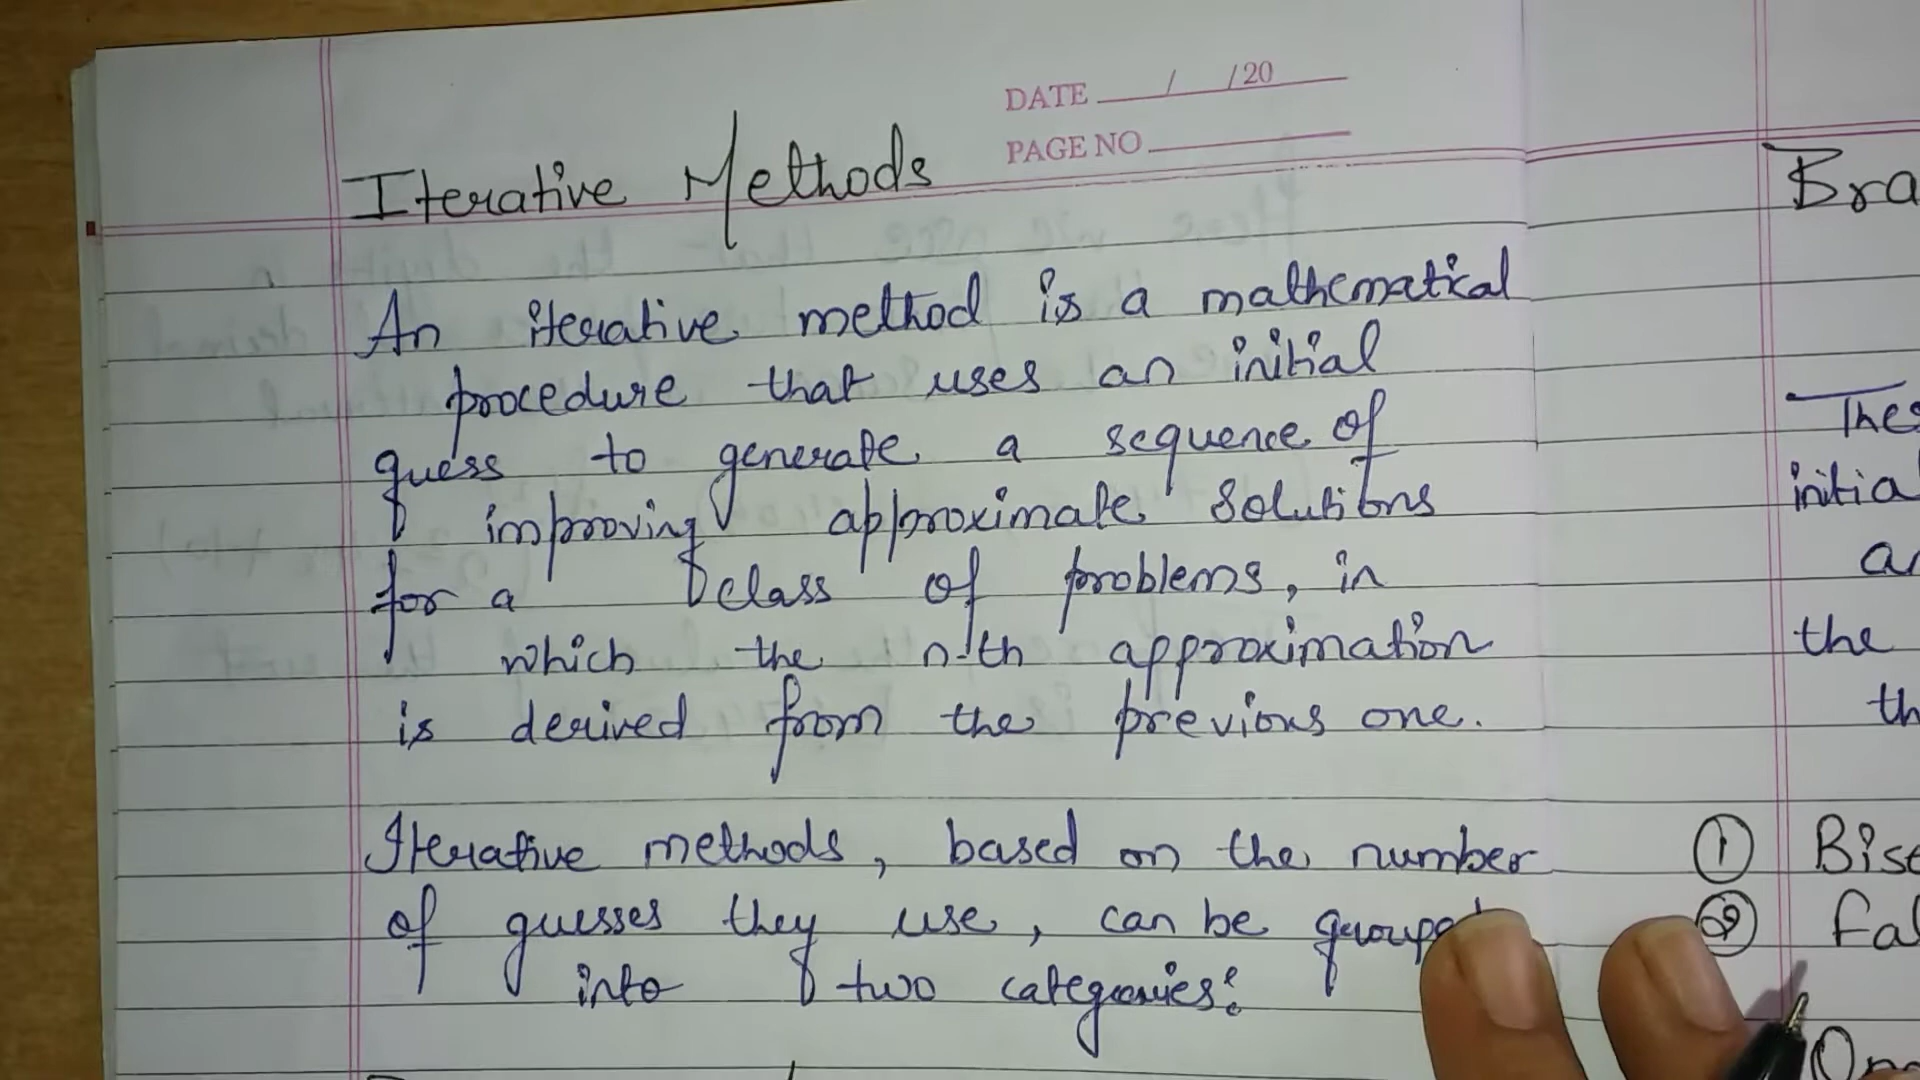 DATE / /20
PAGE NO
Iterative Methods
An iterative method is a mathematical
procedure that uses an initial
guess to generate a sequence of
improving approximate solutions
for a class of problems, in
which the n-th approximation
is derived from the previous one.
Iterative methods, based on the number
of guesses they use, can be
into two categories:
initial
the
①
②